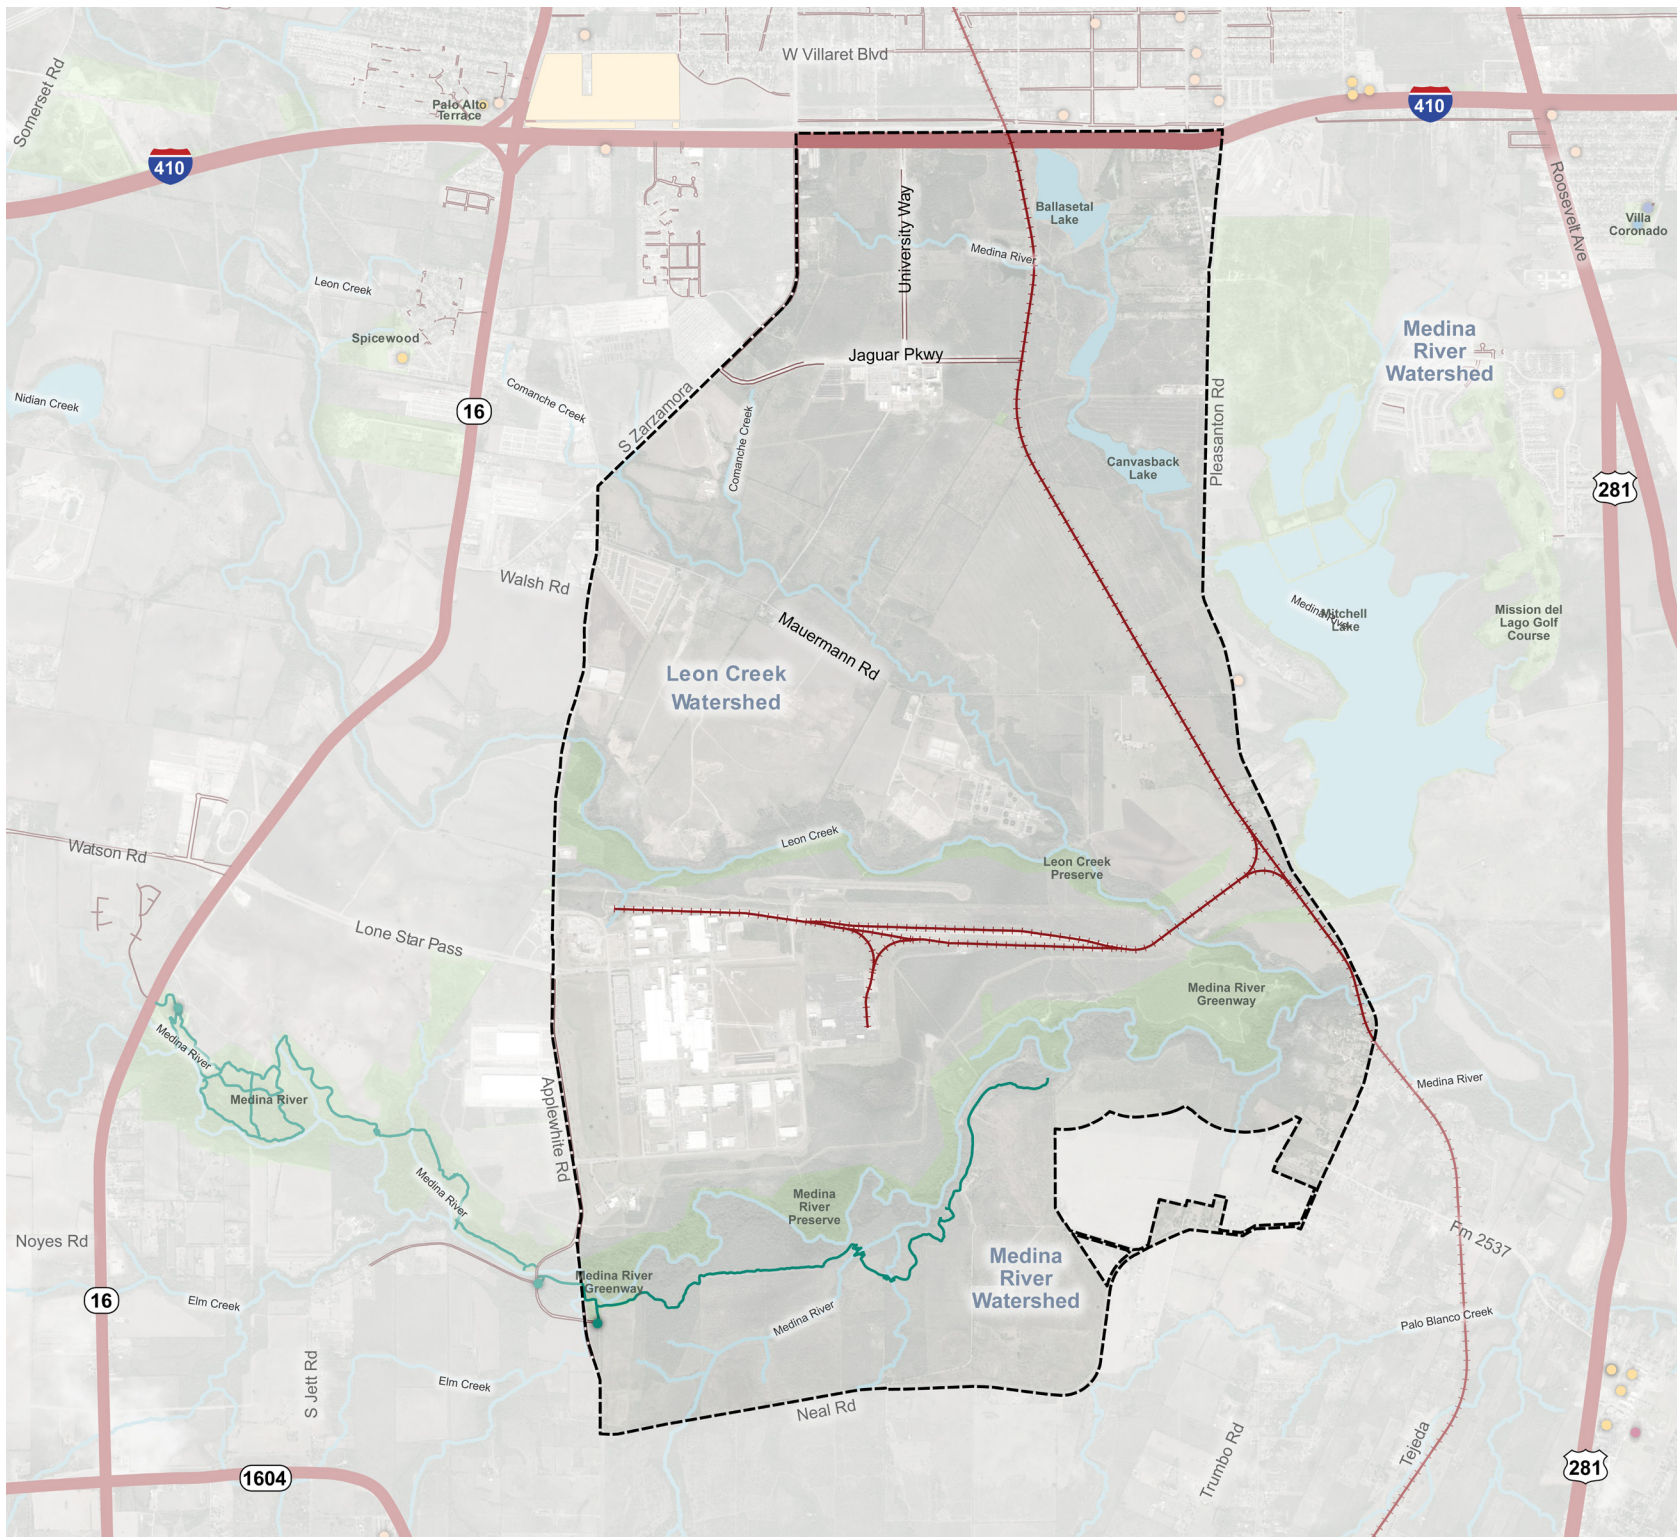 W Villaret Blvd
Somerset Rd
Palo Alto
Terrace
410
410
Roosevelt Ave
University Way
Ballasetal
Lake
Villa
Coronado
Medina River
Leon Creek
Spicewood
Medina
River
Watershed
Jaguar Pkwy
Nidian Creek
Comanche Creek
16
S Zarzamora
Comanche Creek
Pleasanton Rd
Canvasback
Lake
281
Walsh Rd
Mauermann Rd
Medina River
Mitchell
Lake
Mission del
Lago Golf
Course
Leon Creek
Watershed
Leon Creek
Watson Rd
Leon Creek
Preserve
Lone Star Pass
Medina River
Greenway
Medina River
Medina River
Medina River
Applewhite Rd
Medina River
Medina
River
Preserve
Noyes Rd
Fm 2537
Medina
River
Watershed
Medina River
Greenway
16
Elm Creek
Medina River
Palo Blanco Creek
S Jett Rd
Elm Creek
Neal Rd
Trumbo Rd
Tejeda
1604
281